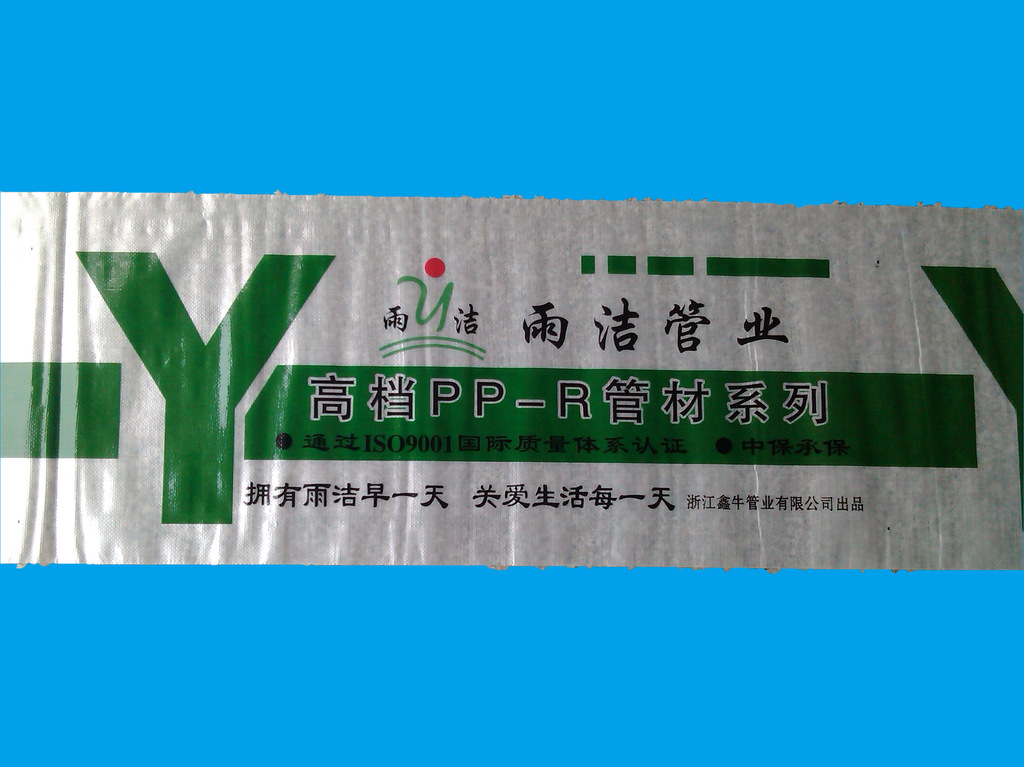 Y
雨洁
雨洁管业
高档PP-R管材系列
● 通过ISO9001国际质量体系认证 ● 中保承保
拥有雨洁早一天 关爱生活每一天 浙江鑫牛管业有限公司出品